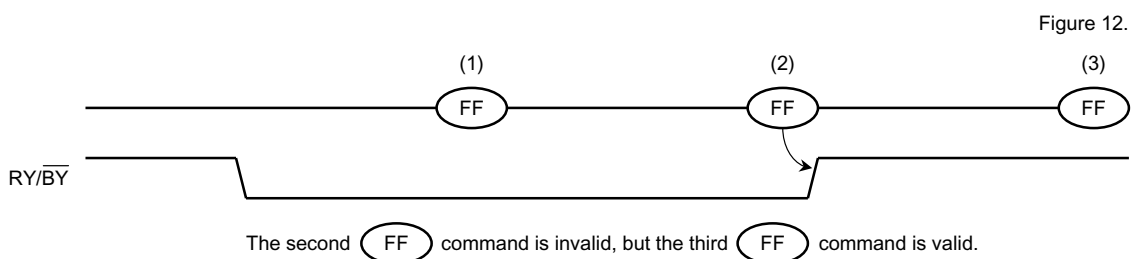 Figure 12.
(1) (2) (3)
FF FF FF
RY/B̅Y̅
The second FF command is invalid, but the third FF command is valid.